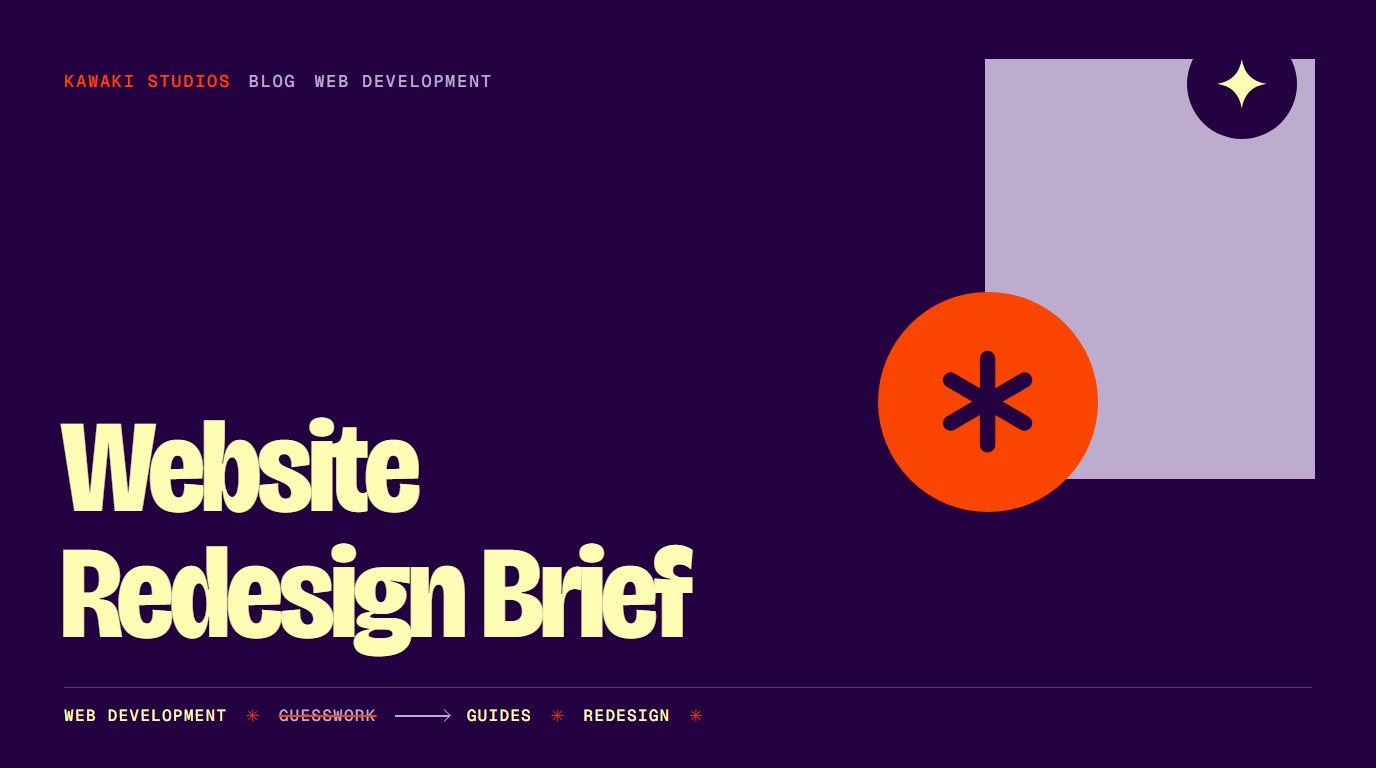 KAWAKI STUDIOS BLOG WEB DEVELOPMENT
Website
Redesign Brief
WEB DEVELOPMENT ✳ GUESSWORK → GUIDES ✳ REDESIGN ✳